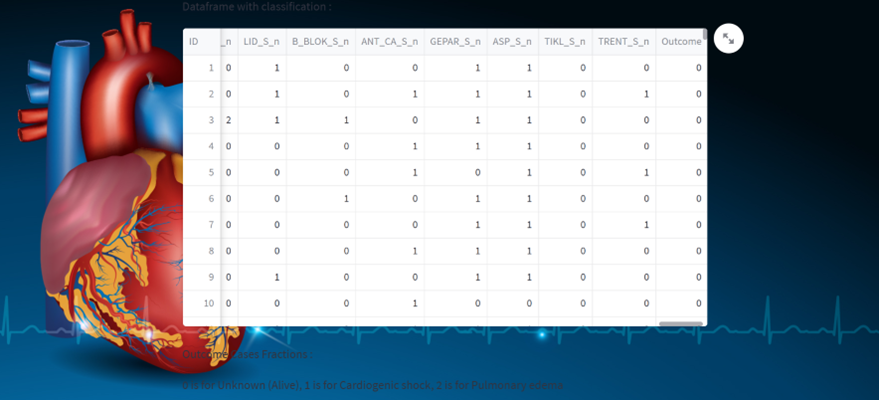 Dataframe with classification :
ID _n LID_S_n B_BLOK_S_n ANT_CA_S_n GEPAR_S_n ASP_S_n TIKL_S_n TRENT_S_n Outcome
1 0 1 0 0 1 1 0 0 0
2 0 1 0 1 1 1 0 1 0
3 2 1 1 0 1 1 0 0 0
4 0 0 0 1 1 1 0 0 0
5 0 0 0 1 0 1 0 1 0
6 0 0 1 0 1 1 0 0 0
7 0 0 0 0 1 1 0 1 0
8 0 0 0 1 1 1 0 0 0
9 0 1 0 0 1 1 0 0 0
10 0 0 0 1 0 0 0 0 0
Outcome Cases Fractions :
0 is for Unknown (Alive), 1 is for Cardiogenic shock, 2 is for Pulmonary edema